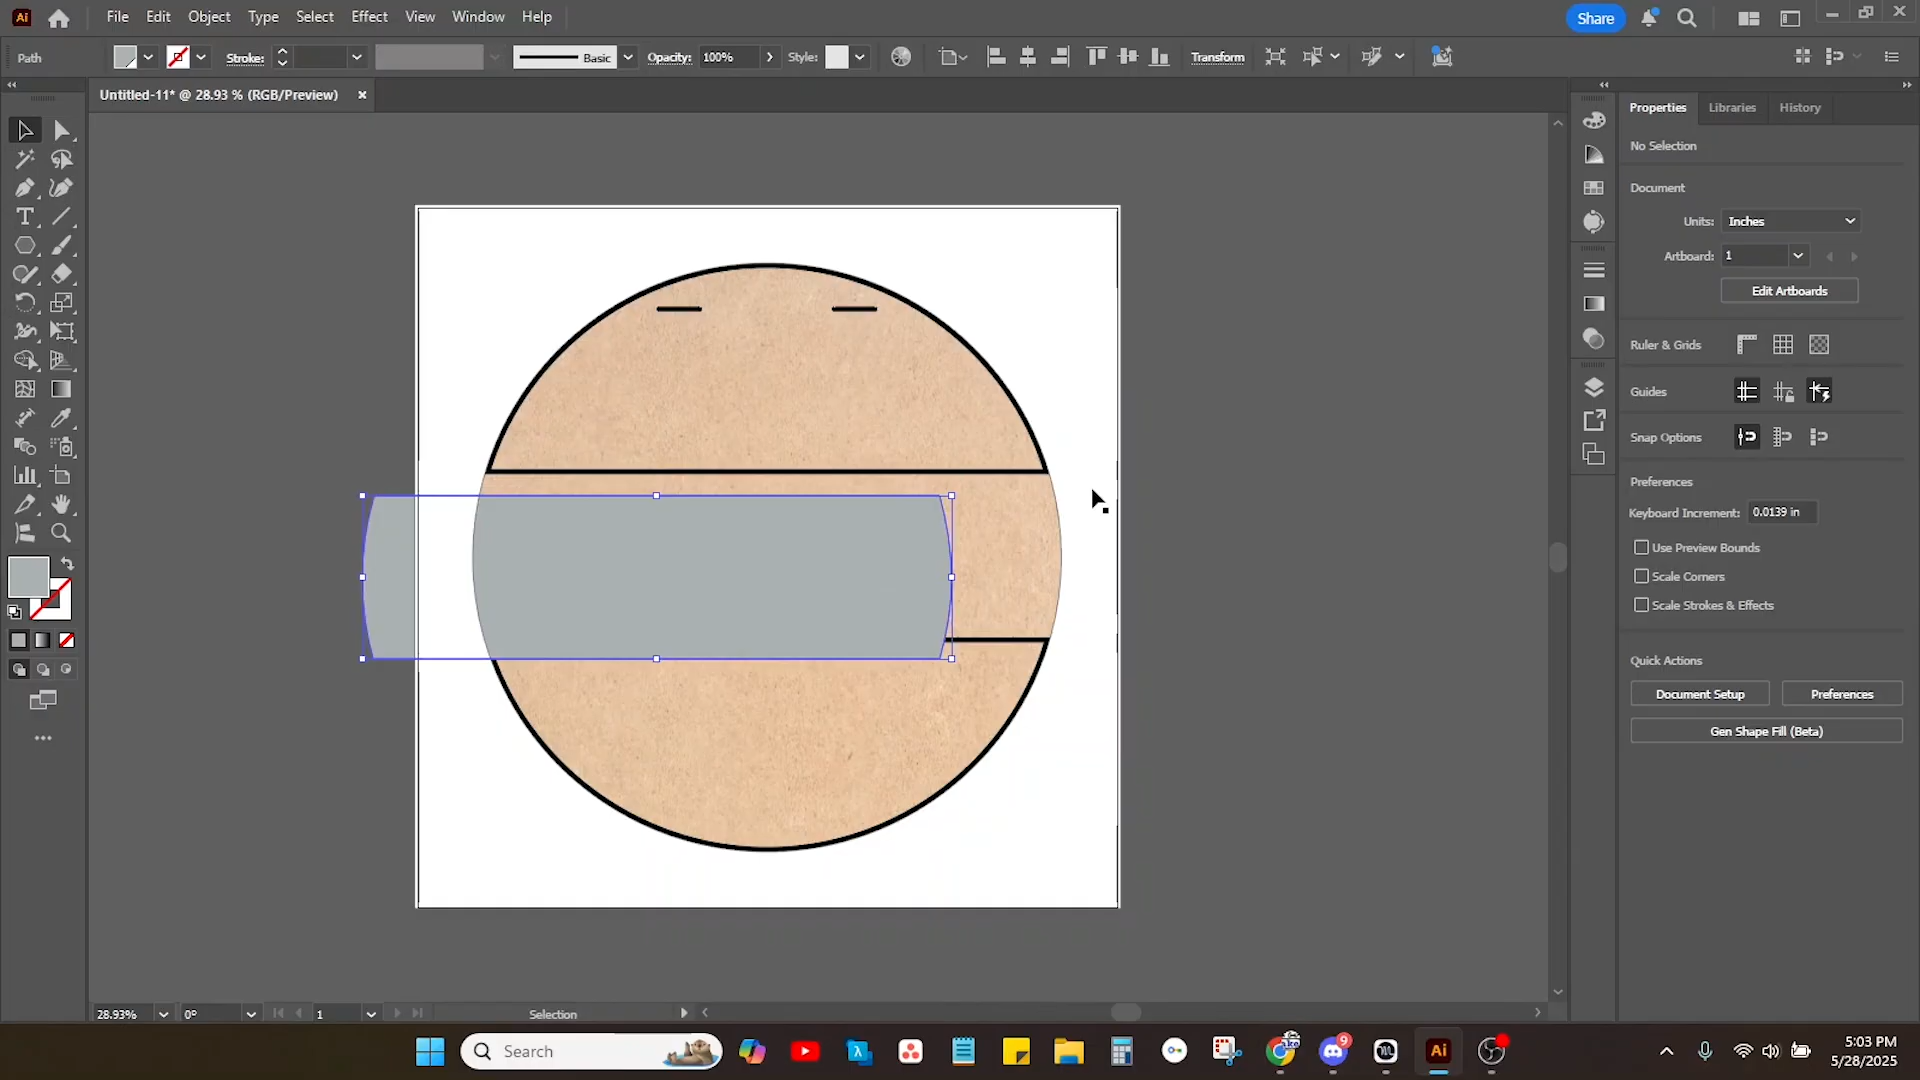 Ai File Edit Object Type Select Effect View Window Help Share
Path Stroke: Basic Opacity: 100% Style: Transform
Untitled-11* @ 28.93 % (RGB/Preview)
Properties Libraries History
No Selection
Document
Units: Inches
Artboard: 1
Edit Artboards
Ruler & Grids
Guides
Snap Options
Preferences
Keyboard Increment: 0.0139 in
Use Preview Bounds
Scale Corners
Scale Strokes & Effects
Quick Actions
Document Setup Preferences
Gen Shape Fill (Beta)
28.93% 0° 1 Selection
Search
9
Ai
5:03 PM
5/28/2025